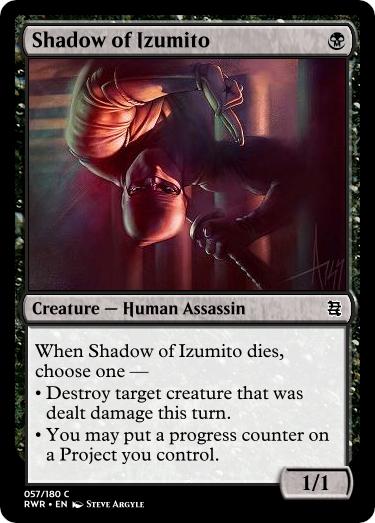 Shadow of Izumito
Creature — Human Assassin
When Shadow of Izumito dies,
choose one —
• Destroy target creature that was
dealt damage this turn.
• You may put a progress counter on
a Project you control.
1/1
057/180 C
RWR • EN Steve Argyle